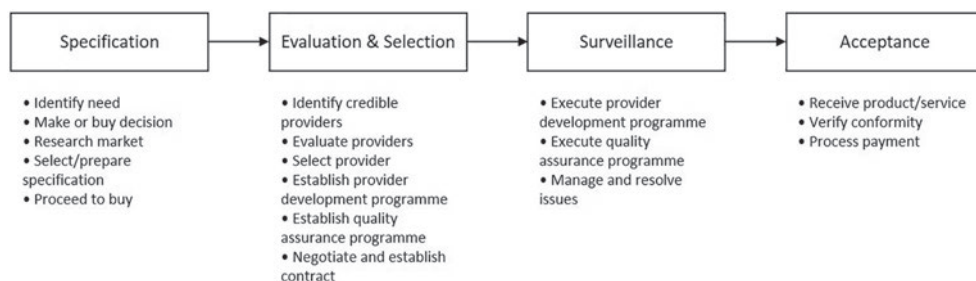 Specification
Evaluation & Selection
Surveillance
Acceptance
• Identify need
• Make or buy decision
• Research market
• Select/prepare
specification
• Proceed to buy
• Identify credible
providers
• Evaluate providers
• Select provider
• Establish provider
development programme
• Establish quality
assurance programme
• Negotiate and establish
contract
• Execute provider
development programme
• Execute quality
assurance programme
• Manage and resolve
issues
• Receive product/service
• Verify conformity
• Process payment